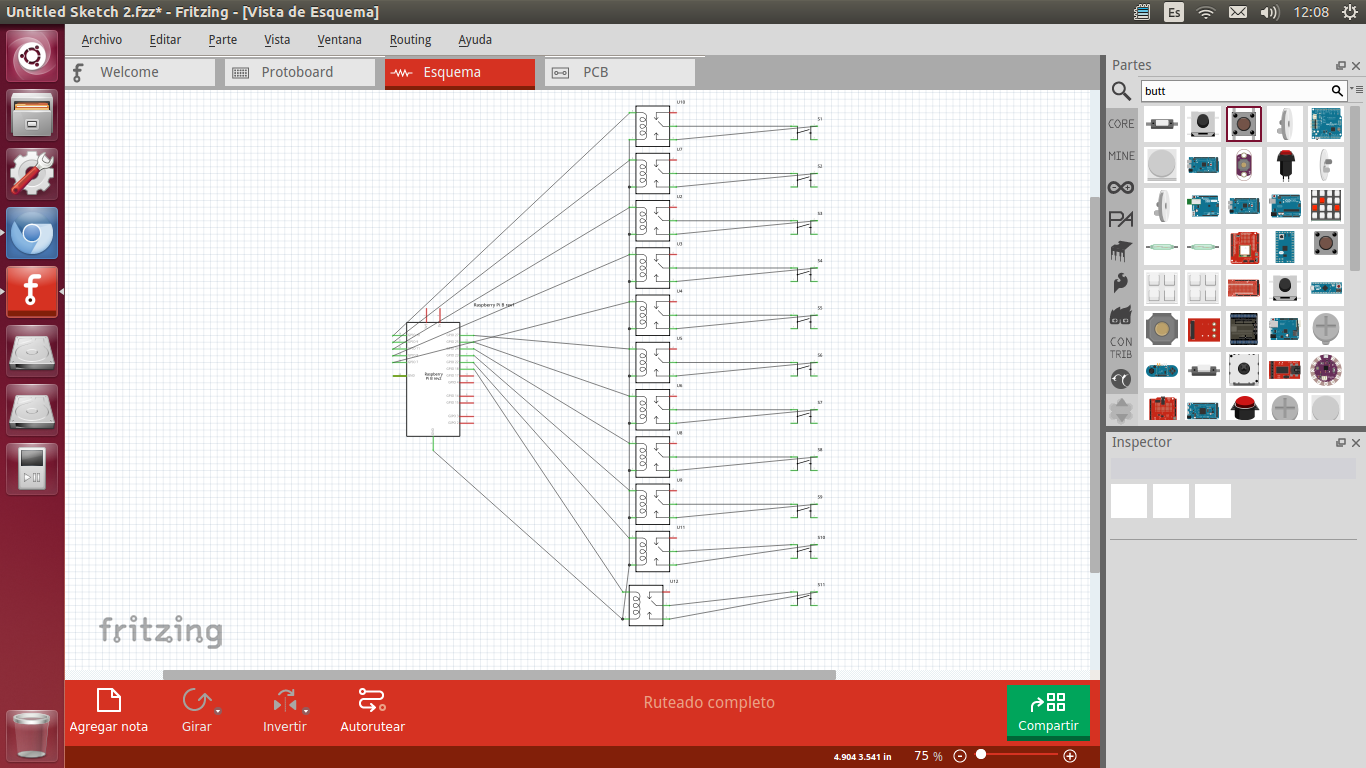 Untitled Sketch 2.fzz* - Fritzing - [Vista de Esquema]
Es
12:08
Archivo Editar Parte Vista Ventana Routing Ayuda
Welcome
Protoboard
Esquema
PCB
Partes
butt
CORE
MINE
PA
CON
TRIB
U10
S1
U7
S2
U2
S3
U3
S4
U4
S5
U5
S6
U6
S7
U8
S8
U9
S9
U11
S10
U12
S11
Raspberry Pi B rev1
Raspberry
Inspector
fritzing
Agregar nota
Girar
Invertir
Autorutear
Ruteado completo
Compartir
4.904 3.541 in
75 %